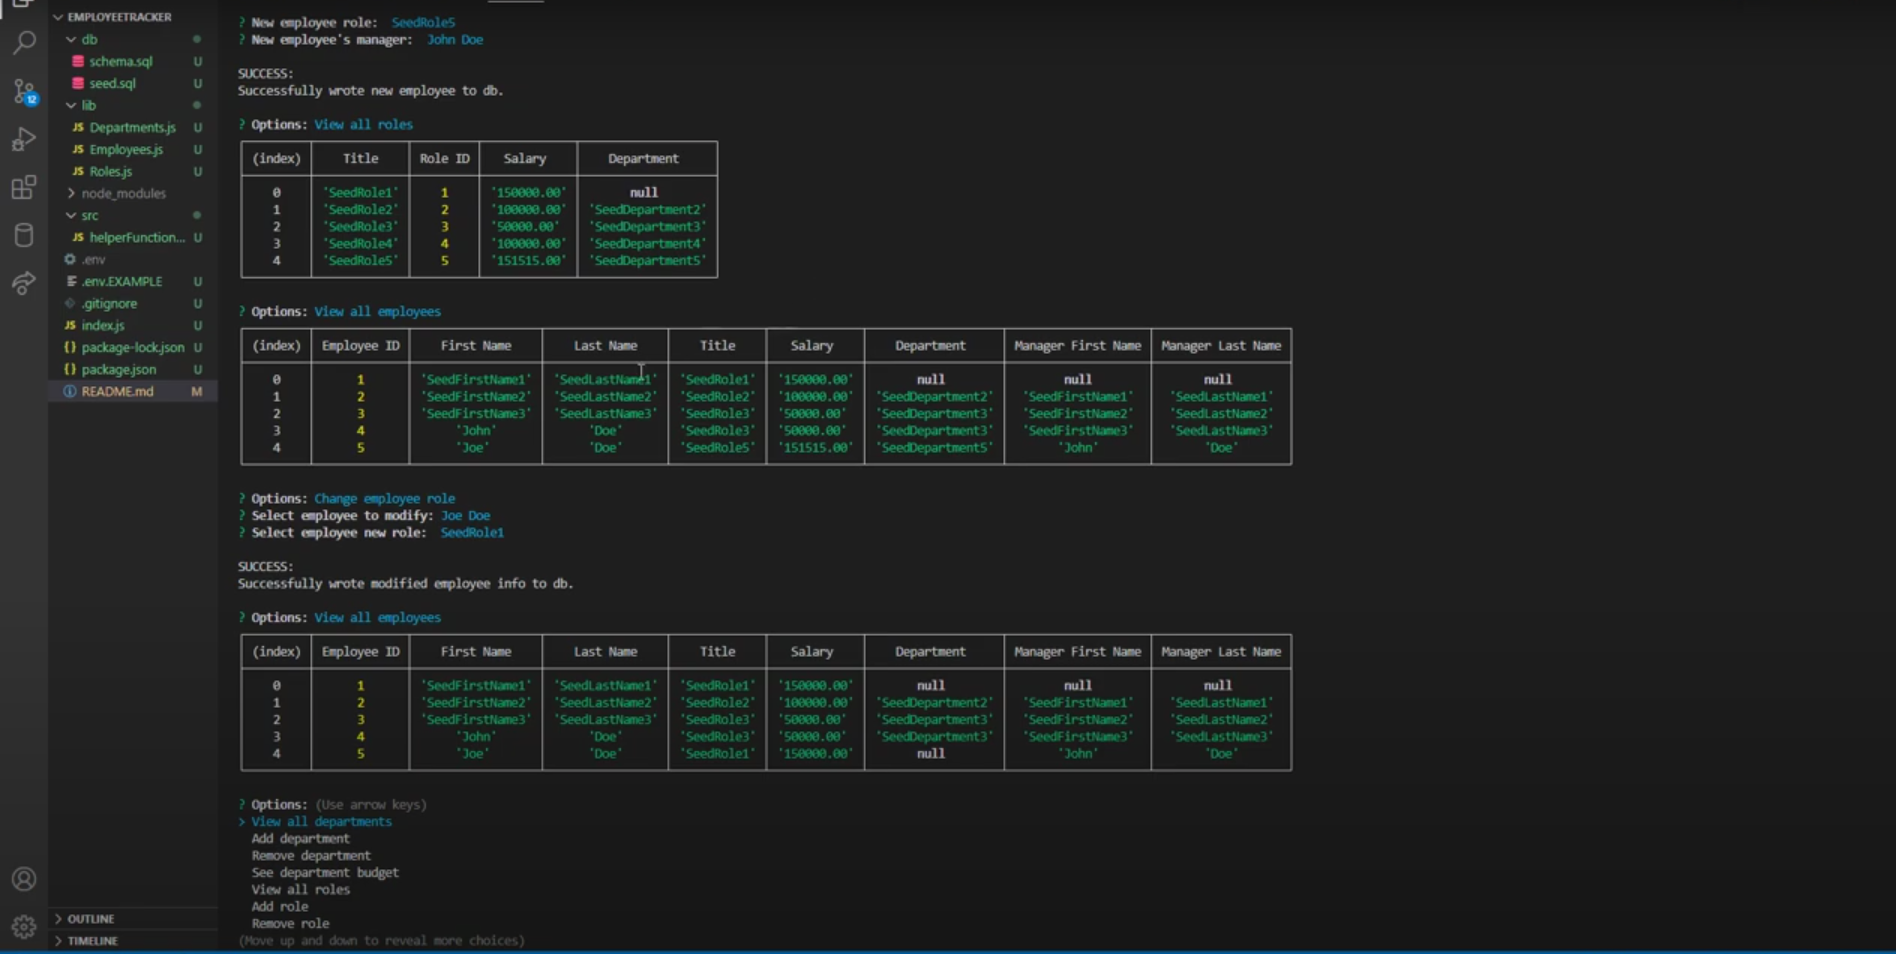 EMPLOYEETRACKER
db
schema.sql U
seed.sql U
lib
JS Departments.js U
JS Employees.js U
JS Roles.js U
node_modules
src
JS helperFunction... U
.env
.env.EXAMPLE U
.gitignore U
JS index.js U
{} package-lock.json U
{} package.json U
README.md M
12
OUTLINE
TIMELINE
? New employee role: SeedRole5
? New employee's manager: John Doe
SUCCESS:
Successfully wrote new employee to db.
? Options: View all roles
(index) Title Role ID Salary Department
0 'SeedRole1' 1 '150000.00' null
1 'SeedRole2' 2 '100000.00' 'SeedDepartment2'
2 'SeedRole3' 3 '50000.00' 'SeedDepartment3'
3 'SeedRole4' 4 '100000.00' 'SeedDepartment4'
4 'SeedRole5' 5 '151515.00' 'SeedDepartment5'
? Options: View all employees
(index) Employee ID First Name Last Name Title Salary Department Manager First Name Manager Last Name
0 1 'SeedFirstName1' 'SeedLastName1' 'SeedRole1' '150000.00' null null null
1 2 'SeedFirstName2' 'SeedLastName2' 'SeedRole2' '100000.00' 'SeedDepartment2' 'SeedFirstName1' 'SeedLastName1'
2 3 'SeedFirstName3' 'SeedLastName3' 'SeedRole3' '50000.00' 'SeedDepartment3' 'SeedFirstName2' 'SeedLastName2'
3 4 'John' 'Doe' 'SeedRole3' '50000.00' 'SeedDepartment3' 'SeedFirstName3' 'SeedLastName3'
4 5 'Joe' 'Doe' 'SeedRole5' '151515.00' 'SeedDepartment5' 'John' 'Doe'
? Options: Change employee role
? Select employee to modify: Joe Doe
? Select employee new role: SeedRole1
SUCCESS:
Successfully wrote modified employee info to db.
? Options: View all employees
(index) Employee ID First Name Last Name Title Salary Department Manager First Name Manager Last Name
0 1 'SeedFirstName1' 'SeedLastName1' 'SeedRole1' '150000.00' null null null
1 2 'SeedFirstName2' 'SeedLastName2' 'SeedRole2' '100000.00' 'SeedDepartment2' 'SeedFirstName1' 'SeedLastName1'
2 3 'SeedFirstName3' 'SeedLastName3' 'SeedRole3' '50000.00' 'SeedDepartment3' 'SeedFirstName2' 'SeedLastName2'
3 4 'John' 'Doe' 'SeedRole3' '50000.00' 'SeedDepartment3' 'SeedFirstName3' 'SeedLastName3'
4 5 'Joe' 'Doe' 'SeedRole1' '150000.00' null 'John' 'Doe'
? Options: (Use arrow keys)
> View all departments
Add department
Remove department
See department budget
View all roles
Add role
Remove role
(Move up and down to reveal more choices)